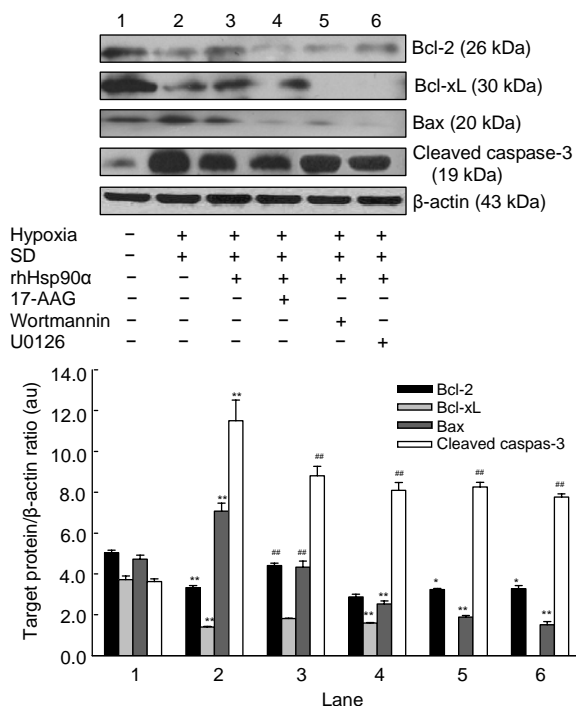 1 2 3 4 5 6
Bcl-2 (26 kDa)
Bcl-xL (30 kDa)
Bax (20 kDa)
Cleaved caspase-3
(19 kDa)
β-actin (43 kDa)
Hypoxia – + + + + +
SD – + + + + +
rhHsp90α – – + + + +
17-AAG – – – + – –
Wortmannin – – – – + –
U0126 – – – – – +
Target protein/β-actin ratio (au)
14.0
12.0
10.0
8.0
6.0
4.0
2.0
0.0
Bcl-2
Bcl-xL
Bax
Cleaved caspas-3
** ** ** **
## ## ##
** ** ##
* ** ##
* ** ##
1 2 3 4 5 6
Lane